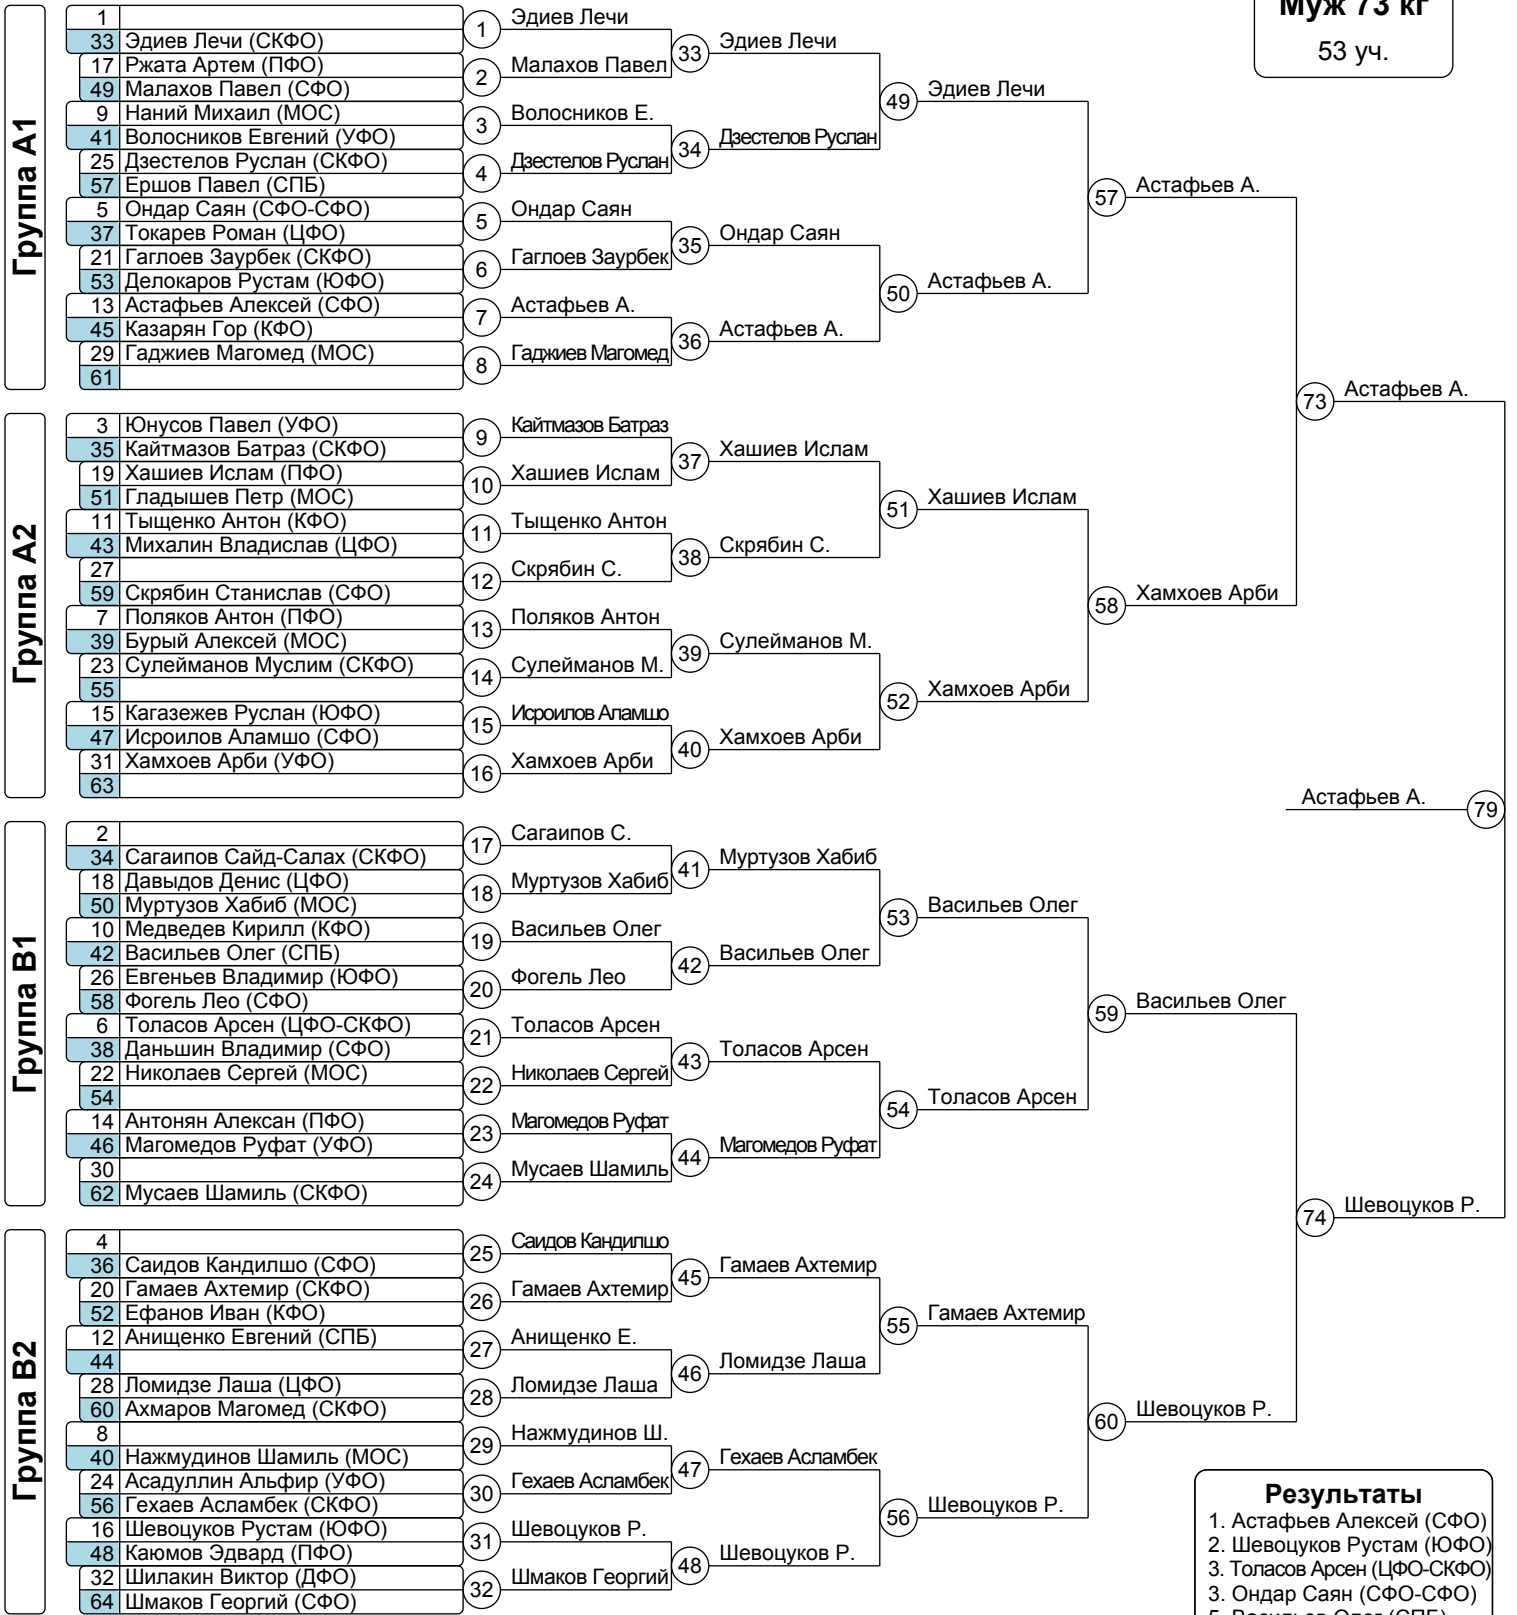 Муж 73 кг
53 уч.
Группа A1
1
33 Эдиев Лечи (СКФО)
17 Ржата Артем (ПФО)
49 Малахов Павел (СФО)
9 Наний Михаил (МОС)
41 Волосников Евгений (УФО)
25 Дзестелов Руслан (СКФО)
57 Ершов Павел (СПБ)
5 Ондар Саян (СФО-СФО)
37 Токарев Роман (ЦФО)
21 Гаглоев Заурбек (СКФО)
53 Делокаров Рустам (ЮФО)
13 Астафьев Алексей (СФО)
45 Казарян Гор (КФО)
29 Гаджиев Магомед (МОС)
61
1 Эдиев Лечи
2 Малахов Павел
3 Волосников Е.
4 Дзестелов Руслан
5 Ондар Саян
6 Гаглоев Заурбек
7 Астафьев А.
8 Гаджиев Магомед
33 Эдиев Лечи
34 Дзестелов Руслан
35 Ондар Саян
36 Астафьев А.
49 Эдиев Лечи
50 Астафьев А.
57 Астафьев А.
Группа A2
3 Юнусов Павел (УФО)
35 Кайтмазов Батраз (СКФО)
19 Хашиев Ислам (ПФО)
51 Гладышев Петр (МОС)
11 Тыщенко Антон (КФО)
43 Михалин Владислав (ЦФО)
27
59 Скрябин Станислав (СФО)
7 Поляков Антон (ПФО)
39 Бурый Алексей (МОС)
23 Сулейманов Муслим (СКФО)
55
15 Кагазежев Руслан (ЮФО)
47 Исроилов Аламшо (СФО)
31 Хамхоев Арби (УФО)
63
9 Кайтмазов Батраз
10 Хашиев Ислам
11 Тыщенко Антон
12 Скрябин С.
13 Поляков Антон
14 Сулейманов М.
15 Исроилов Аламшо
16 Хамхоев Арби
37 Хашиев Ислам
38 Скрябин С.
39 Сулейманов М.
40 Хамхоев Арби
51 Хашиев Ислам
52 Хамхоев Арби
58 Хамхоев Арби
73 Астафьев А.
Астафьев А. 79
Группа B1
2
34 Сагаипов Сайд-Салах (СКФО)
18 Давыдов Денис (ЦФО)
50 Муртузов Хабиб (МОС)
10 Медведев Кирилл (КФО)
42 Васильев Олег (СПБ)
26 Евгеньев Владимир (ЮФО)
58 Фогель Лео (СФО)
6 Толасов Арсен (ЦФО-СКФО)
38 Даньшин Владимир (СФО)
22 Николаев Сергей (МОС)
54
14 Антонян Алексан (ПФО)
46 Магомедов Руфат (УФО)
30
62 Мусаев Шамиль (СКФО)
17 Сагаипов С.
18 Муртузов Хабиб
19 Васильев Олег
20 Фогель Лео
21 Толасов Арсен
22 Николаев Сергей
23 Магомедов Руфат
24 Мусаев Шамиль
41 Муртузов Хабиб
42 Васильев Олег
43 Толасов Арсен
44 Магомедов Руфат
53 Васильев Олег
54 Толасов Арсен
59 Васильев Олег
74 Шевоцуков Р.
Группа B2
4
36 Саидов Кандилшо (СФО)
20 Гамаев Ахтемир (СКФО)
52 Ефанов Иван (КФО)
12 Анищенко Евгений (СПБ)
44
28 Ломидзе Лаша (ЦФО)
60 Ахмаров Магомед (СКФО)
8
40 Нажмудинов Шамиль (МОС)
24 Асадуллин Альфир (УФО)
56 Гехаев Асламбек (СКФО)
16 Шевоцуков Рустам (ЮФО)
48 Каюмов Эдвард (ПФО)
32 Шилакин Виктор (ДФО)
64 Шмаков Георгий (СФО)
25 Саидов Кандилшо
26 Гамаев Ахтемир
27 Анищенко Е.
28 Ломидзе Лаша
29 Нажмудинов Ш.
30 Гехаев Асламбек
31 Шевоцуков Р.
32 Шмаков Георгий
45 Гамаев Ахтемир
46 Ломидзе Лаша
47 Гехаев Асламбек
48 Шевоцуков Р.
55 Гамаев Ахтемир
56 Шевоцуков Р.
60 Шевоцуков Р.
Результаты
1. Астафьев Алексей (СФО)
2. Шевоцуков Рустам (ЮФО)
3. Толасов Арсен (ЦФО-СКФО)
3. Ондар Саян (СФО-СФО)
5. Васильев Олег (СПБ)